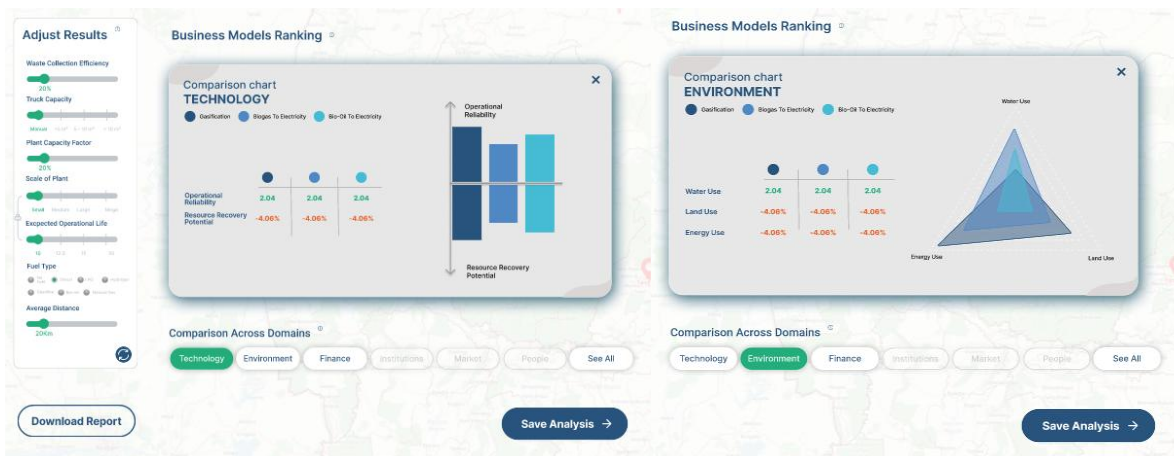 Adjust Results
Waste Collection Efficiency
20%
Truck Capacity
Manual
Plant Capacity Factor
20%
Scale of Plant
Small Medium Large
Excpected Operational Life
10
Fuel Type
Average Distance
20Km
Download Report
Business Models Ranking
Comparison chart
TECHNOLOGY
Gasification Biogas To Electricity Bio-Oil To Electricity
Operational
Reliability
2.04 2.04 2.04
Resource Recovery
Potential
-4.06% -4.06% -4.06%
Operational
Reliability
Resource Recovery
Potential
Comparison Across Domains
Technology Environment Finance Institutions Market People See All
Save Analysis →
Business Models Ranking
Comparison chart
ENVIRONMENT
Gasification Biogas To Electricity Bio-Oil To Electricity
Water Use 2.04 2.04 2.04
Land Use -4.06% -4.06% -4.06%
Energy Use -4.06% -4.06% -4.06%
Water Use
Energy Use
Land Use
Comparison Across Domains
Technology Environment Finance Institutions Market People See All
Save Analysis →